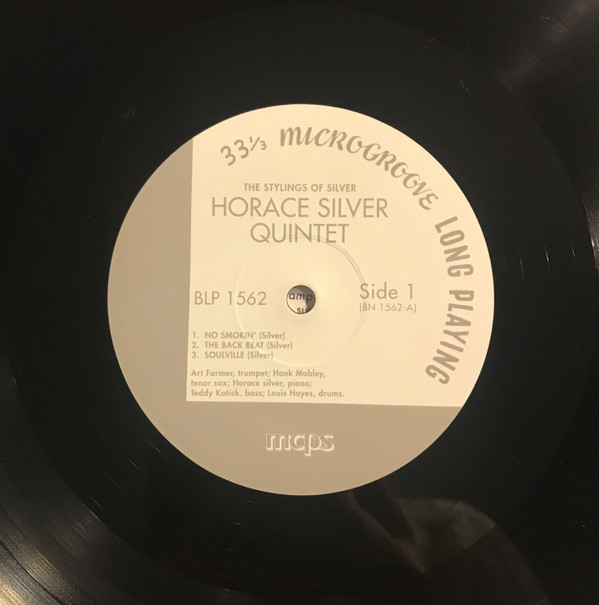 33⅓ MICROGROOVE LONG PLAYING
THE STYLINGS OF SILVER
HORACE SILVER
QUINTET
BLP 1562
amp
su
Side 1
(BN 1562-A)
1. NO SMOKIN' (Silver)
2. THE BACK BEAT (Silver)
3. SOULVILLE (Silver)
Art Farmer, trumpet; Hank Mobley,
tenor sax; Horace silver, piano;
Teddy Kotick, bass; Louis Hayes, drums.
mcps